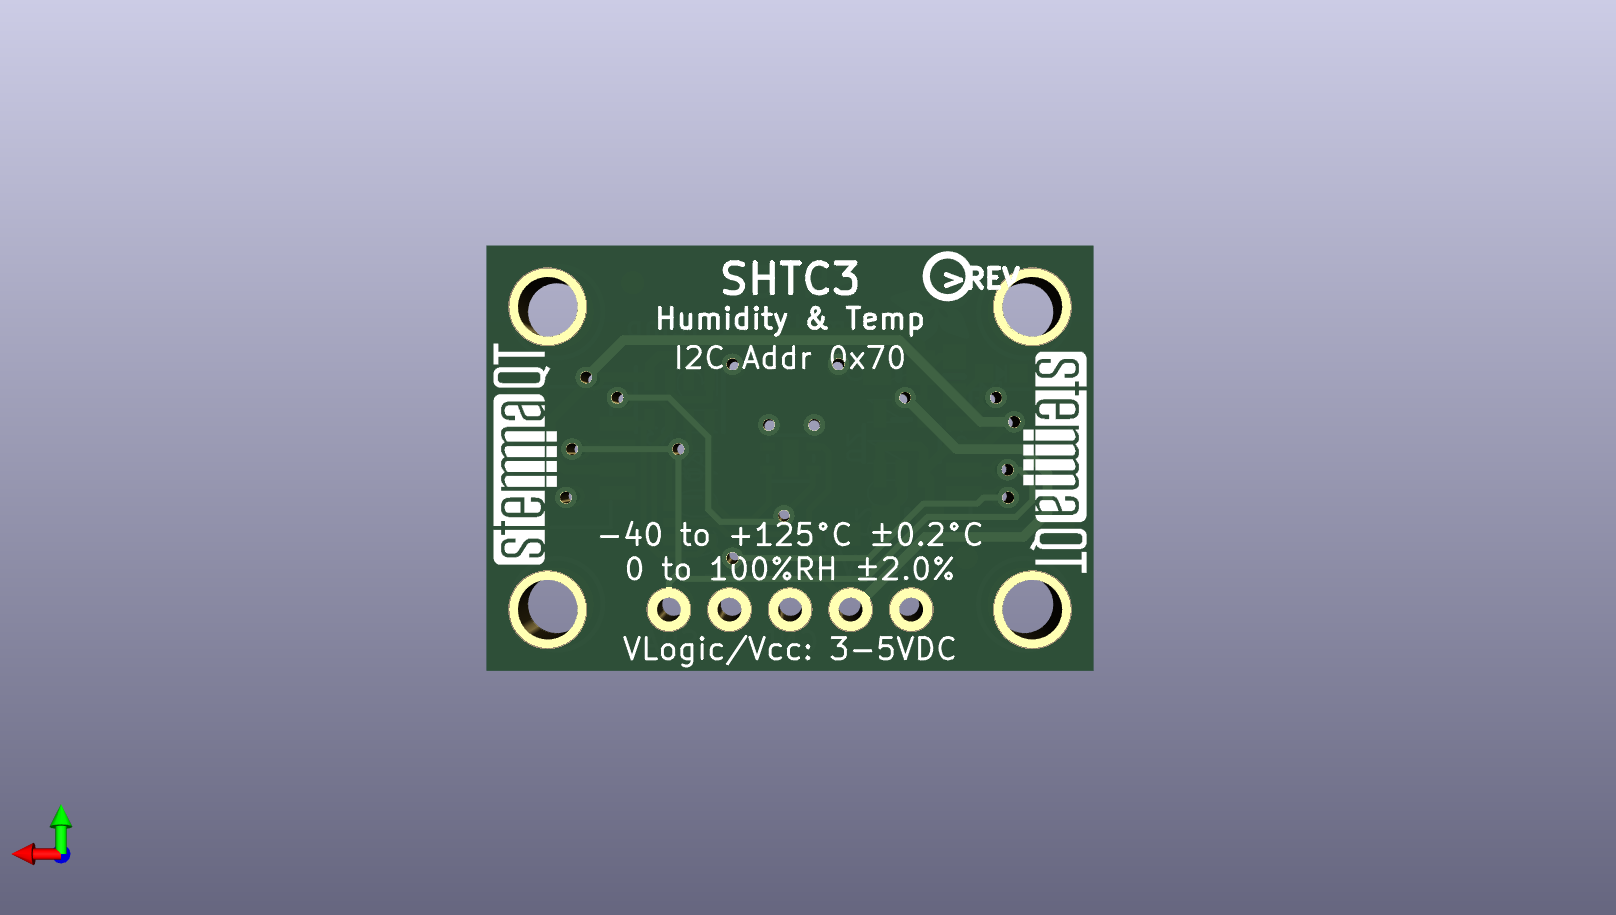 SHTC3
>REV
Humidity & Temp
I2C Addr 0x70
stemmaQT
stemmaQT
-40 to +125°C ±0.2°C
0 to 100%RH ±2.0%
VLogic/Vcc: 3-5VDC